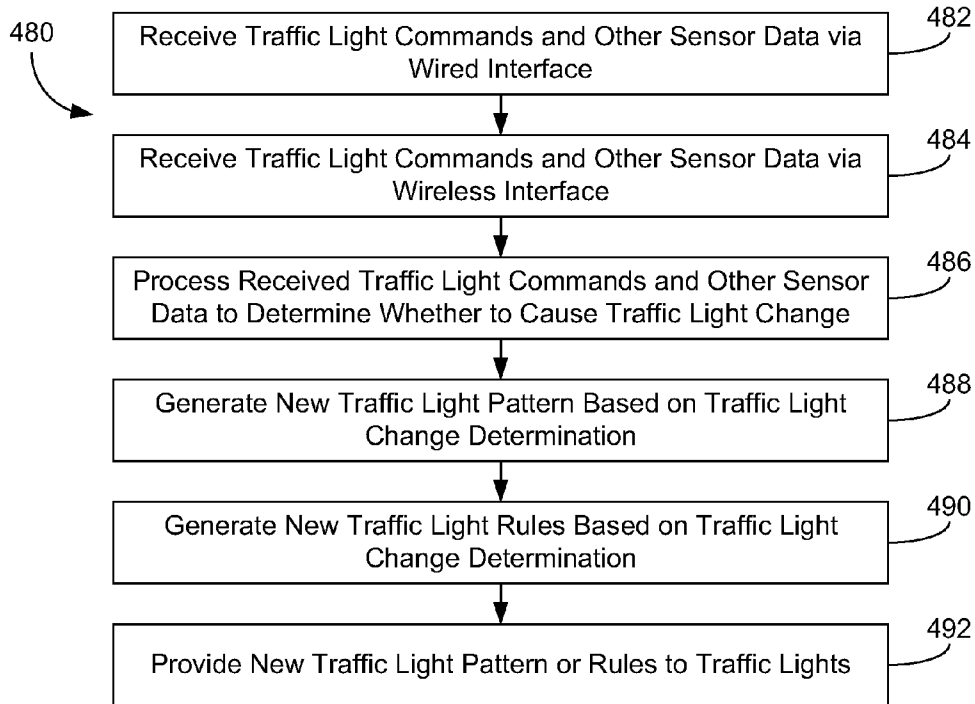 480
Receive Traffic Light Commands and Other Sensor Data via
Wired Interface
482
Receive Traffic Light Commands and Other Sensor Data via
Wireless Interface
484
Process Received Traffic Light Commands and Other Sensor
Data to Determine Whether to Cause Traffic Light Change
486
Generate New Traffic Light Pattern Based on Traffic Light
Change Determination
488
Generate New Traffic Light Rules Based on Traffic Light
Change Determination
490
Provide New Traffic Light Pattern or Rules to Traffic Lights
492